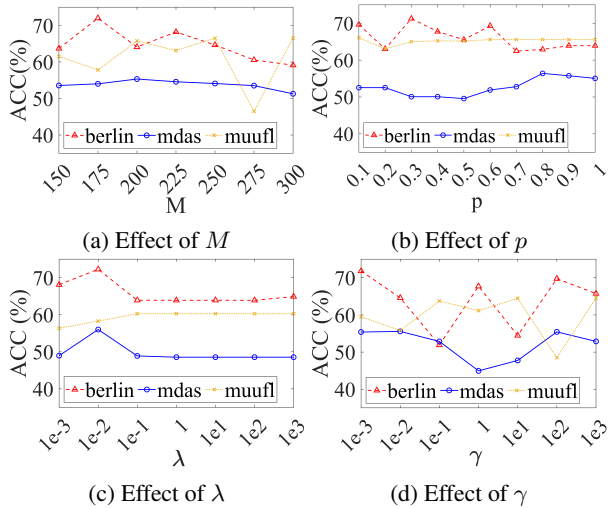 ACC(%)
70
60
50
40
berlin mdas muufl
150 175 200 225 250 275 300
M
(a) Effect of M
ACC(%)
70
60
50
40
berlin mdas muufl
0.1 0.2 0.3 0.4 0.5 0.6 0.7 0.8 0.9 1
p
(b) Effect of p
ACC (%)
70
60
50
40
berlin mdas muufl
1e-3 1e-2 1e-1 1 1e1 1e2 1e3
λ
(c) Effect of λ
ACC (%)
70
60
50
40
berlin mdas muufl
1e-3 1e-2 1e-1 1 1e1 1e2 1e3
γ
(d) Effect of γ